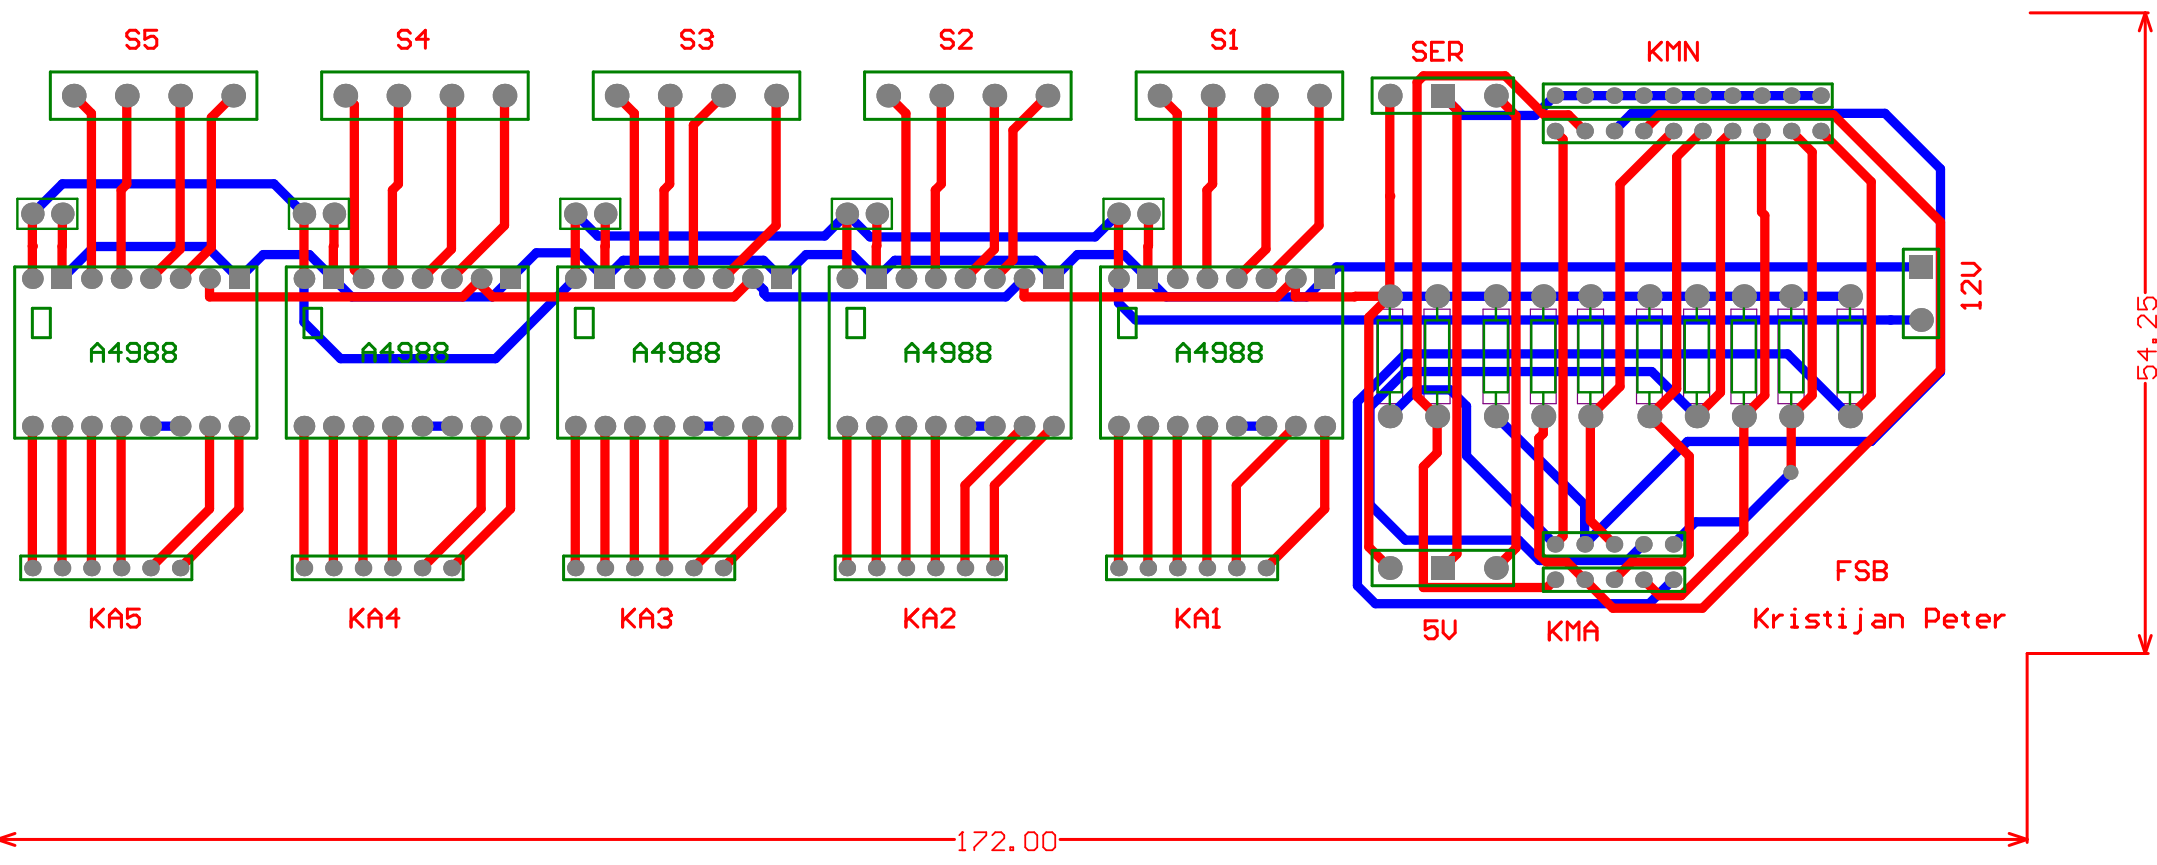 S5
S4
S3
S2
S1
SER
KMN
12V
54.25
A4988
A4988
A4988
A4988
A4988
KA5
KA4
KA3
KA2
KA1
5V
KMA
FSB
Kristijan Peter
172.00